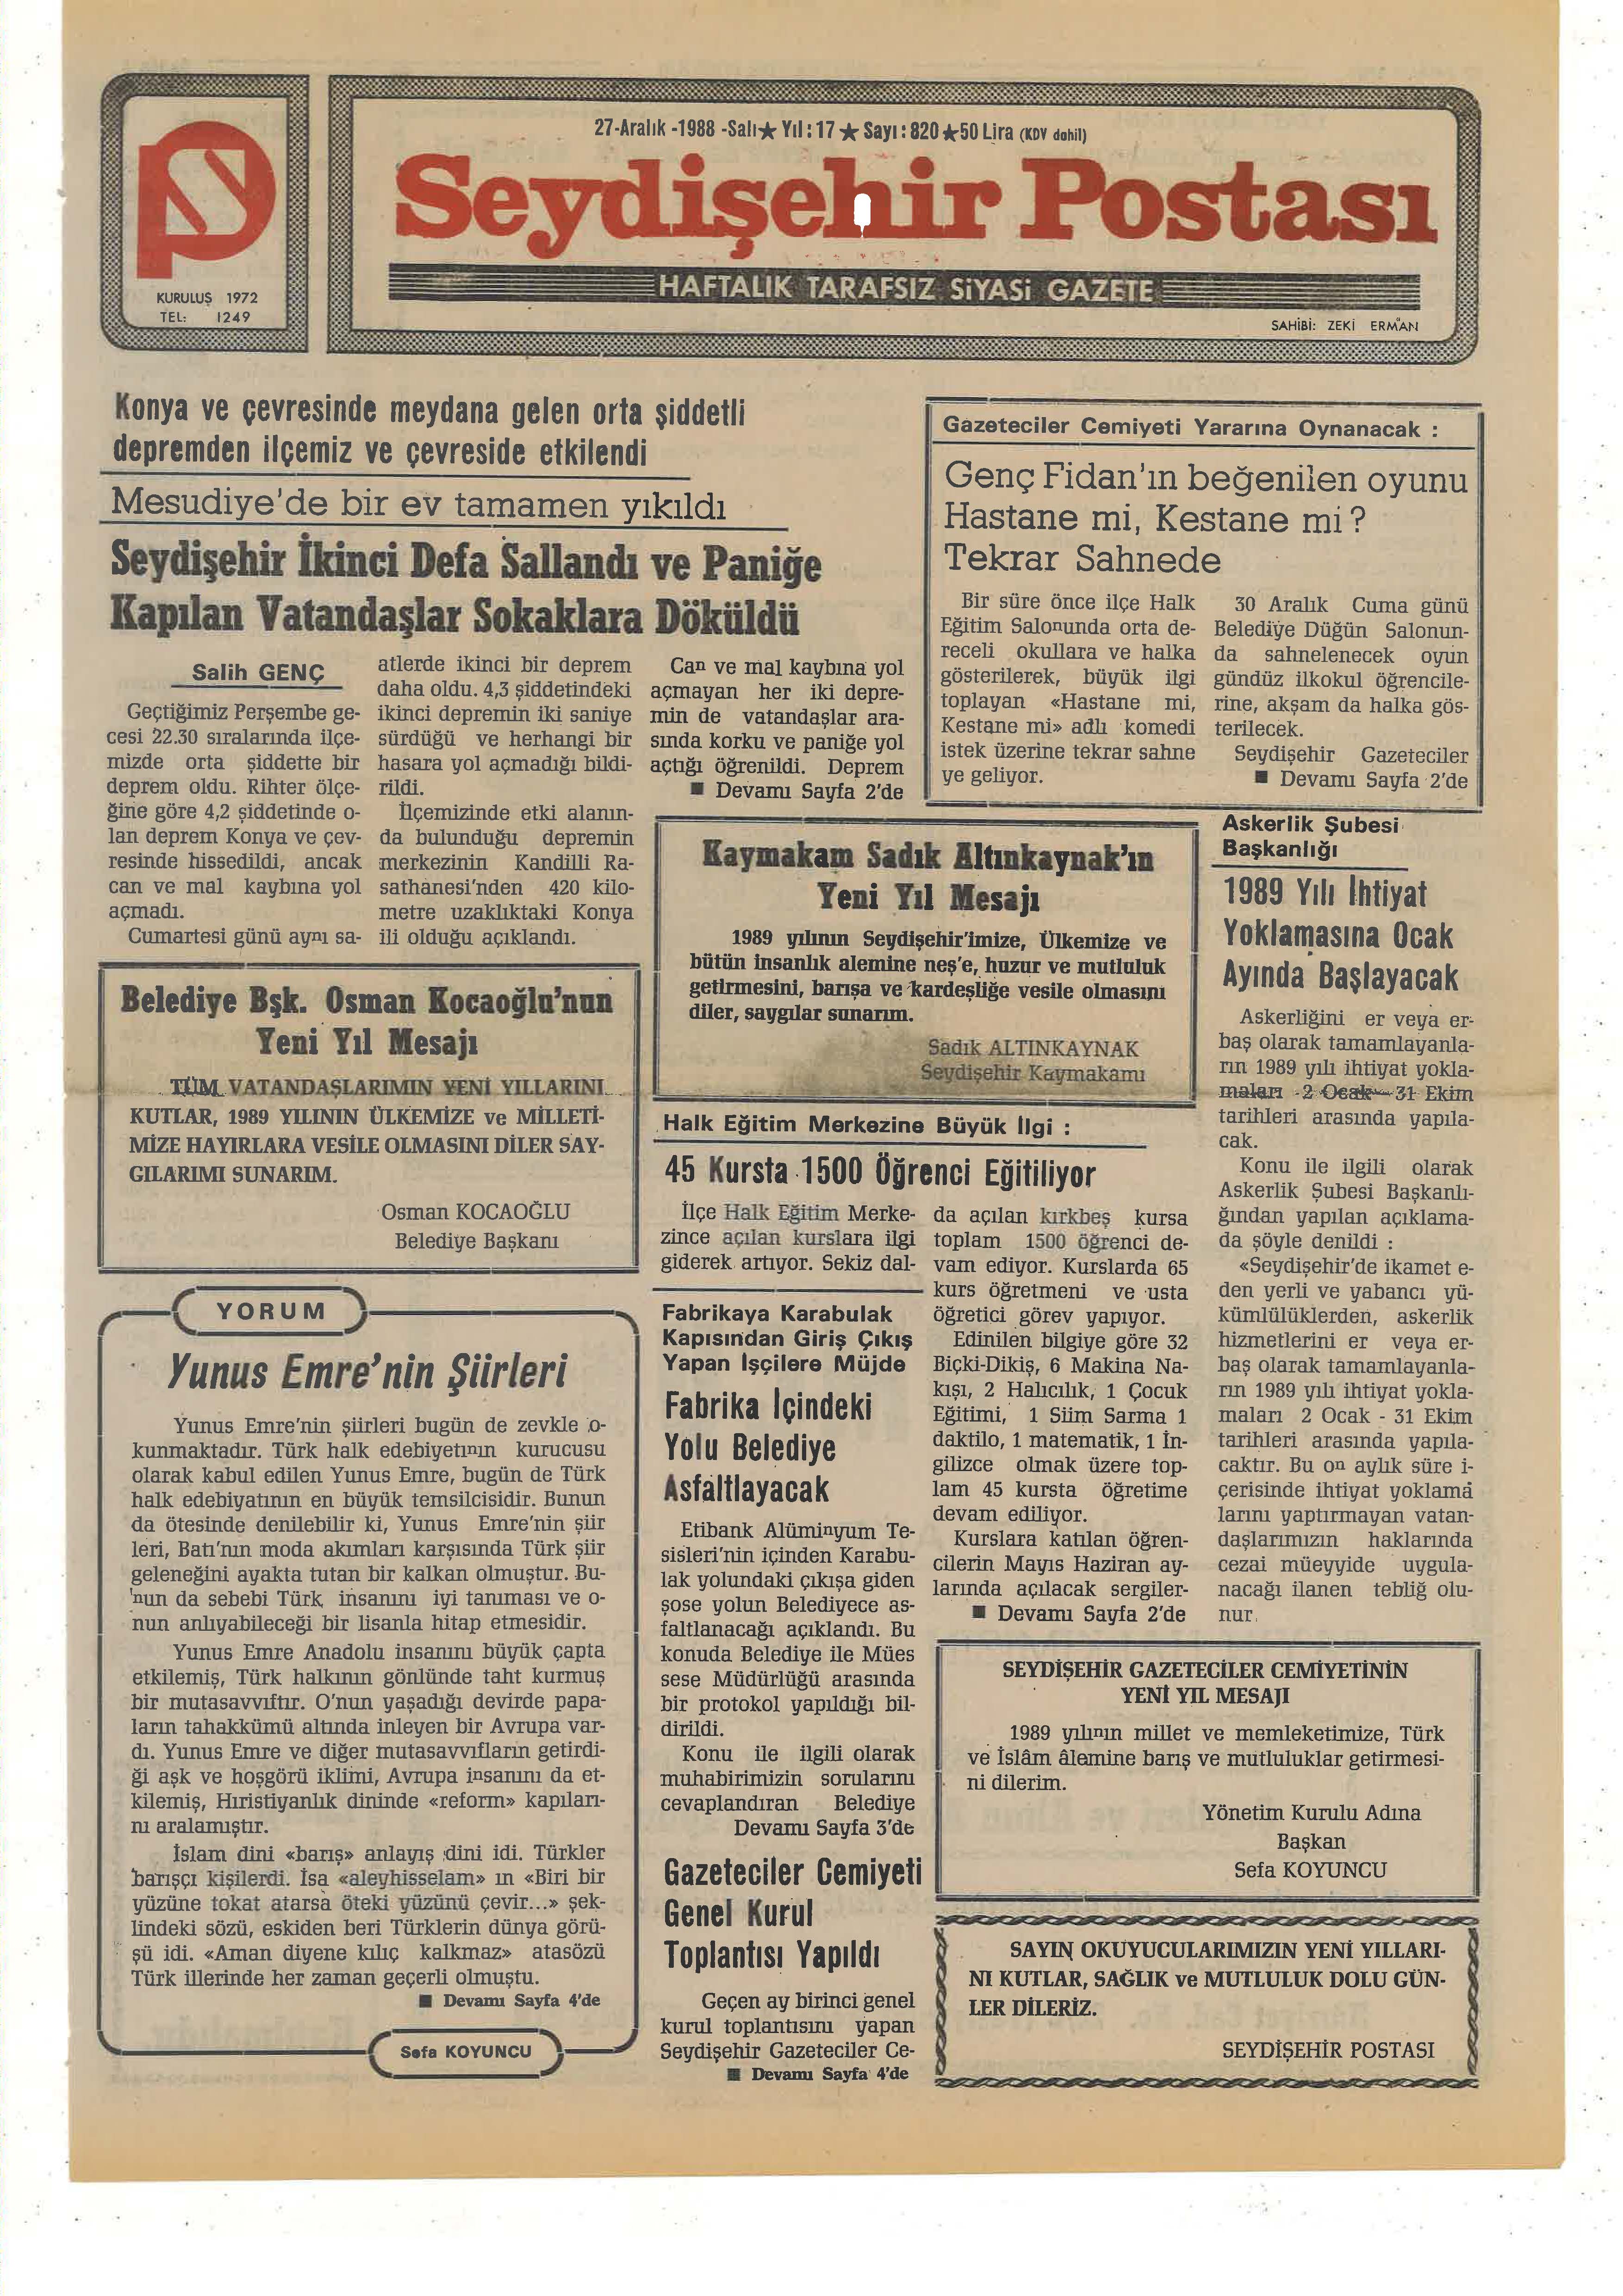 KURULUŞ 1972
TEL: 1249
27-Aralık -1988 -Salı★ Yıl : 17 ★ Sayı : 820 ★50 Lira (KDV dahil)
Seydişehir Postası
HAFTALIK TARAFSIZ SİYASİ GAZETE
SAHİBİ: ZEKİ ERMAN
Konya ve çevresinde meydana gelen orta şiddetli
depremden ilçemiz ve çevreside etkilendi
Mesudiye'de bir ev tamamen yıkıldı
Seydişehir İkinci Defa Sallandı ve Paniğe
Kapılan Vatandaşlar Sokaklara Döküldü
Salih GENÇ
Geçtiğimiz Perşembe ge-
cesi 22.30 sıralarında ilçe-
mizde orta şiddette bir
deprem oldu. Rihter ölçe-
ğine göre 4,2 şiddetinde o-
lan deprem Konya ve çev-
resinde hissedildi, ancak
can ve mal kaybına yol
açmadı.
Cumartesi günü aynı sa-
atlerde ikinci bir deprem
daha oldu. 4,3 şiddetindeki
ikinci depremin iki saniye
sürdüğü ve herhangi bir
hasara yol açmadığı bildi-
rildi.
İlçemizinde etki alanın-
da bulunduğu depremin
merkezinin Kandilli Ra-
sathanesi'nden 420 kilo-
metre uzaklıktaki Konya
ili olduğu açıklandı.
Can ve mal kaybına yol
açmayan her iki depre-
min de vatandaşlar ara-
sında korku ve paniğe yol
açtığı öğrenildi. Deprem
■ Devamı Sayfa 2'de
Gazeteciler Cemiyeti Yararına Oynanacak :
Genç Fidan'ın beğenilen oyunu
Hastane mi, Kestane mi?
Tekrar Sahnede
Bir süre önce ilçe Halk
Eğitim Salonunda orta de-
receli okullara ve halka
gösterilerek, büyük ilgi
toplayan «Hastane mi,
Kestane mi» adlı komedi
istek üzerine tekrar sahne
ye geliyor.
30 Aralık Cuma günü
Belediye Düğün Salonun-
da sahnelenecek oyun
gündüz ilkokul öğrencile-
rine, akşam da halka gös-
terilecek.
Seydişehir Gazeteciler
■ Devamı Sayfa 2'de
Belediye Bşk. Osman Kocaoğlu'nun
Yeni Yıl Mesajı
TÜM VATANDAŞLARIMIN YENİ YILLARINI
KUTLAR, 1989 YILININ ÜLKEMİZE ve MİLLETİ-
MİZE HAYIRLARA VESİLE OLMASINI DİLER SAY-
GILARIMI SUNARIM.
Osman KOCAOĞLU
Belediye Başkanı
Kaymakam Sadık Altınkaynak'ın
Yeni Yıl Mesajı
1989 yılının Seydişehir'imize, Ülkemize ve
bütün insanlık alemine neş'e, huzur ve mutluluk
getirmesini, barışa ve kardeşliğe vesile olmasını
diler, saygılar sunarım.
Sadık ALTINKAYNAK
Seydişehir Kaymakamı
Askerlik Şubesi
Başkanlığı
1989 Yılı İhtiyat
Yoklamasına Ocak
Ayında Başlayacak
Askerliğini er veya er-
baş olarak tamamlayanla-
rın 1989 yılı ihtiyat yokla-
maları 2 Ocak - 31 Ekim
tarihleri arasında yapıla-
cak.
Konu ile ilgili olarak
Askerlik Şubesi Başkanlı-
ğından yapılan açıklama-
da şöyle denildi :
«Seydişehir'de ikamet e-
den yerli ve yabancı yü-
kümlülüklerden, askerlik
hizmetlerini er veya er-
baş olarak tamamlayanla-
rın 1989 yılı ihtiyat yokla-
maları 2 Ocak - 31 Ekim
tarihleri arasında yapıla-
caktır. Bu on aylık süre i-
çerisinde ihtiyat yoklama
larını yaptırmayan vatan-
daşlarımızın haklarında
cezai müeyyide uygula-
nacağı ilanen tebliğ olu-
nur.
Halk Eğitim Merkezine Büyük İlgi :
45 Kursta 1500 Öğrenci Eğitiliyor
İlçe Halk Eğitim Merke-
zince açılan kurslara ilgi
giderek artıyor. Sekiz dal-
da açılan kırkbeş kursa
toplam 1500 öğrenci de-
vam ediyor. Kurslarda 65
kurs öğretmeni ve usta
öğretici görev yapıyor.
Edinilen bilgiye göre 32
Biçki-Dikiş, 6 Makina Na-
kışı, 2 Halıcılık, 1 Çocuk
Eğitimi, 1 Siim Sarma 1
daktilo, 1 matematik, 1 İn-
gilizce olmak üzere top-
lam 45 kursta öğretime
devam ediliyor.
Kurslara katılan öğren-
cilerin Mayıs Haziran ay-
larında açılacak sergiler-
■ Devamı Sayfa 2'de
YORUM
Yunus Emre'nin Şiirleri
Yunus Emre'nin şiirleri bugün de zevkle o-
kunmaktadır. Türk halk edebiyetının kurucusu
olarak kabul edilen Yunus Emre, bugün de Türk
halk edebiyatının en büyük temsilcisidir. Bunun
da ötesinde denilebilir ki, Yunus Emre'nin şiir
leri, Batı'nın moda akımları karşısında Türk şiir
geleneğini ayakta tutan bir kalkan olmuştur. Bu-
nun da sebebi Türk insanını iyi tanıması ve o-
nun anlıyabileceği bir lisanla hitap etmesidir.
Yunus Emre Anadolu insanını büyük çapta
etkilemiş, Türk halkının gönlünde taht kurmuş
bir mutasavvıftır. O'nun yaşadığı devirde papa-
ların tahakkümü altında inleyen bir Avrupa var-
dı. Yunus Emre ve diğer mutasavvıfların getirdi-
ği aşk ve hoşgörü iklimi, Avrupa insanını da et-
kilemiş, Hıristiyanlık dininde «reform» kapıları-
nı aralamıştır.
İslam dini «barış» anlayış dini idi. Türkler
barışçı kişilerdi. İsa «aleyhisselam» ın «Biri bir
yüzüne tokat atarsa öteki yüzünü çevir...» şek-
lindeki sözü, eskiden beri Türklerin dünya görü-
şü idi. «Aman diyene kılıç kalkmaz» atasözü
Türk illerinde her zaman geçerli olmuştu.
■ Devamı Sayfa 4'de
Sefa KOYUNCU
Fabrikaya Karabulak
Kapısından Giriş Çıkış
Yapan İşçilere Müjde
Fabrika İçindeki
Yolu Belediye
Asfaltlayacak
Etibank Alüminyum Te-
sisleri'nin içinden Karabu-
lak yolundaki çıkışa giden
şose yolun Belediyece as-
faltlanacağı açıklandı. Bu
konuda Belediye ile Mües
sese Müdürlüğü arasında
bir protokol yapıldığı bil-
dirildi.
Konu ile ilgili olarak
muhabirimizin sorularını
cevaplandıran Belediye
Devamı Sayfa 3'de
Gazeteciler Cemiyeti
Genel Kurul
Toplantısı Yapıldı
Geçen ay birinci genel
kurul toplantısını yapan
Seydişehir Gazeteciler Ce-
■ Devamı Sayfa 4'de
SEYDİŞEHİR GAZETECİLER CEMİYETİNİN
YENİ YIL MESAJI
1989 yılının millet ve memleketimize, Türk
ve İslâm âlemine barış ve mutluluklar getirmesi-
ni dilerim.
Yönetim Kurulu Adına
Başkan
Sefa KOYUNCU
SAYIN OKUYUCULARIMIZIN YENİ YILLARI-
NI KUTLAR, SAĞLIK ve MUTLULUK DOLU GÜN-
LER DİLERİZ.
SEYDİŞEHİR POSTASI